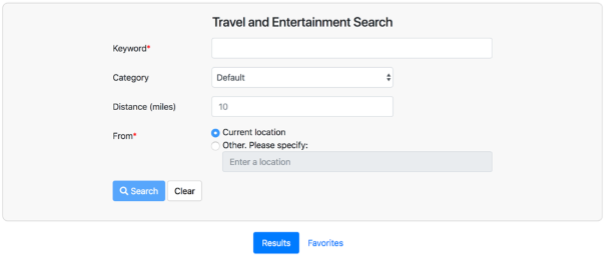 Travel and Entertainment Search
Keyword*
Category Default
Distance (miles) 10
From* Current location
Other. Please specify:
Enter a location
Search Clear
Results Favorites